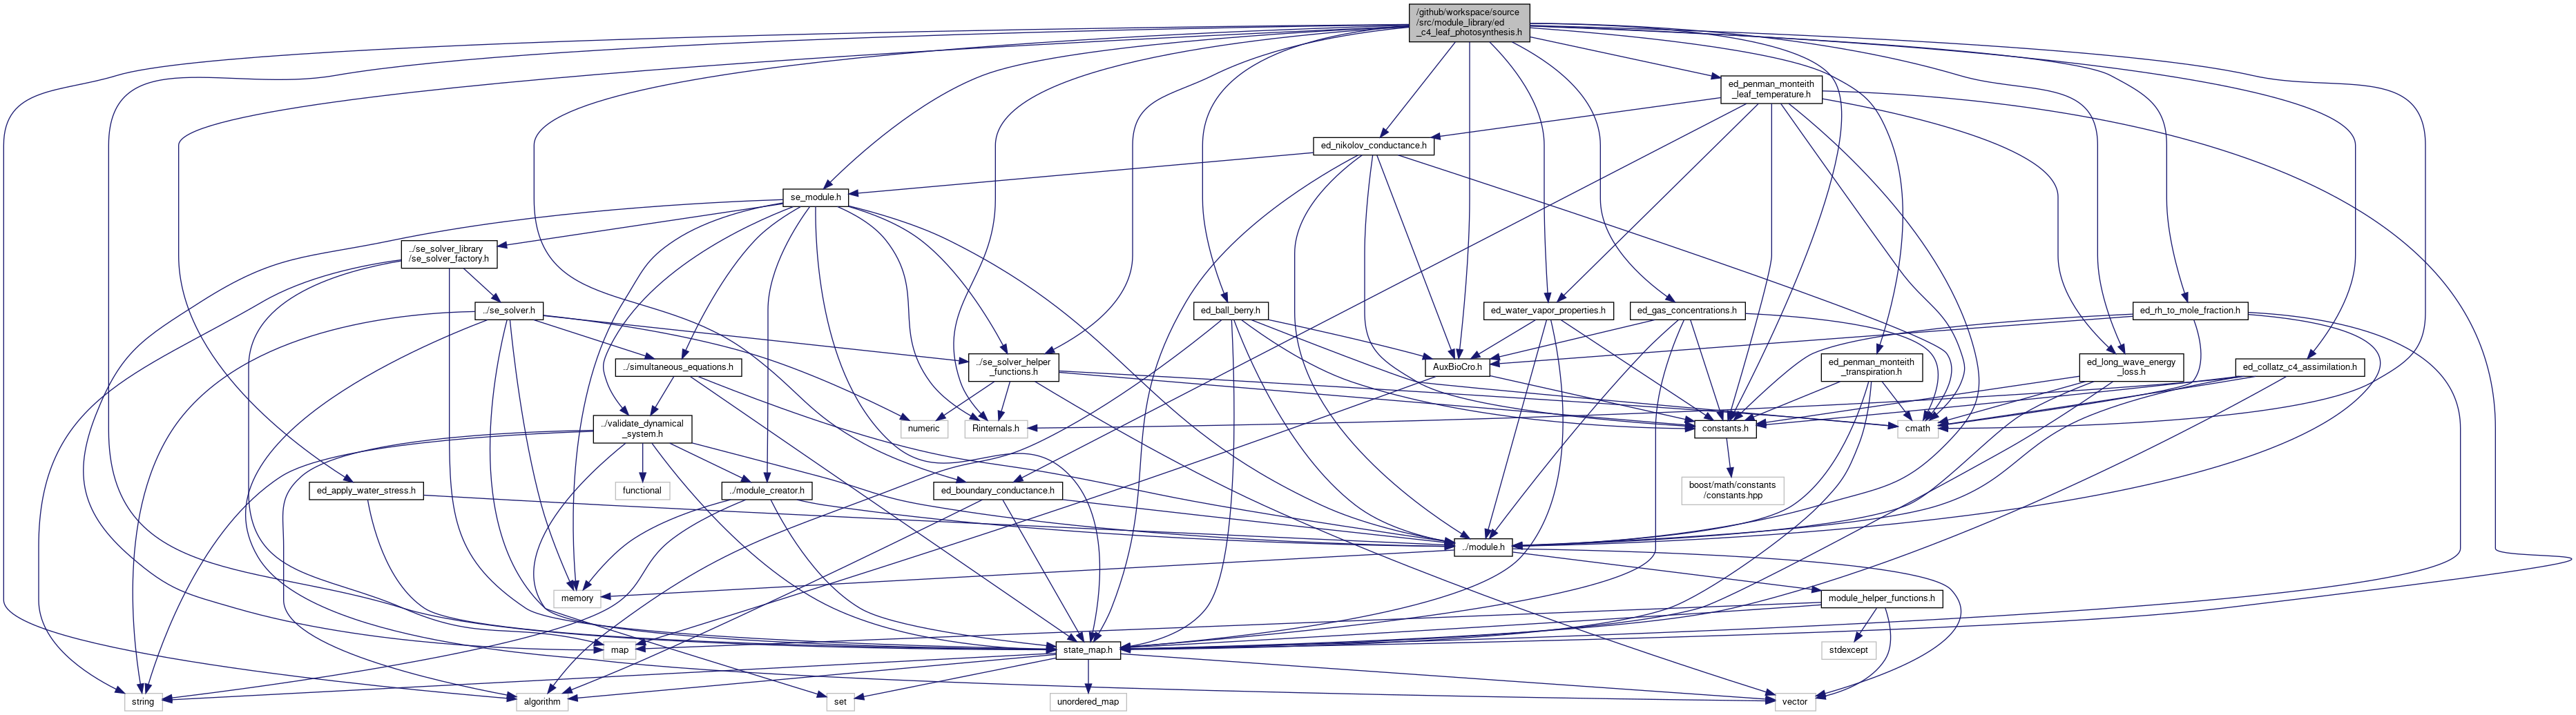 /github/workspace/source
/src/module_library/ed
_c4_leaf_photosynthesis.h
ed_penman_monteith
_leaf_temperature.h
ed_nikolov_conductance.h
se_module.h
../se_solver_library
/se_solver_factory.h
../se_solver.h
ed_ball_berry.h
ed_water_vapor_properties.h
ed_gas_concentrations.h
ed_rh_to_mole_fraction.h
../simultaneous_equations.h
../se_solver_helper
_functions.h
AuxBioCro.h
ed_penman_monteith
_transpiration.h
ed_long_wave_energy
_loss.h
ed_collatz_c4_assimilation.h
../validate_dynamical
_system.h
numeric
Rinternals.h
constants.h
cmath
ed_apply_water_stress.h
functional
../module_creator.h
ed_boundary_conductance.h
boost/math/constants
/constants.hpp
../module.h
memory
module_helper_functions.h
map
state_map.h
stdexcept
string
algorithm
set
unordered_map
vector